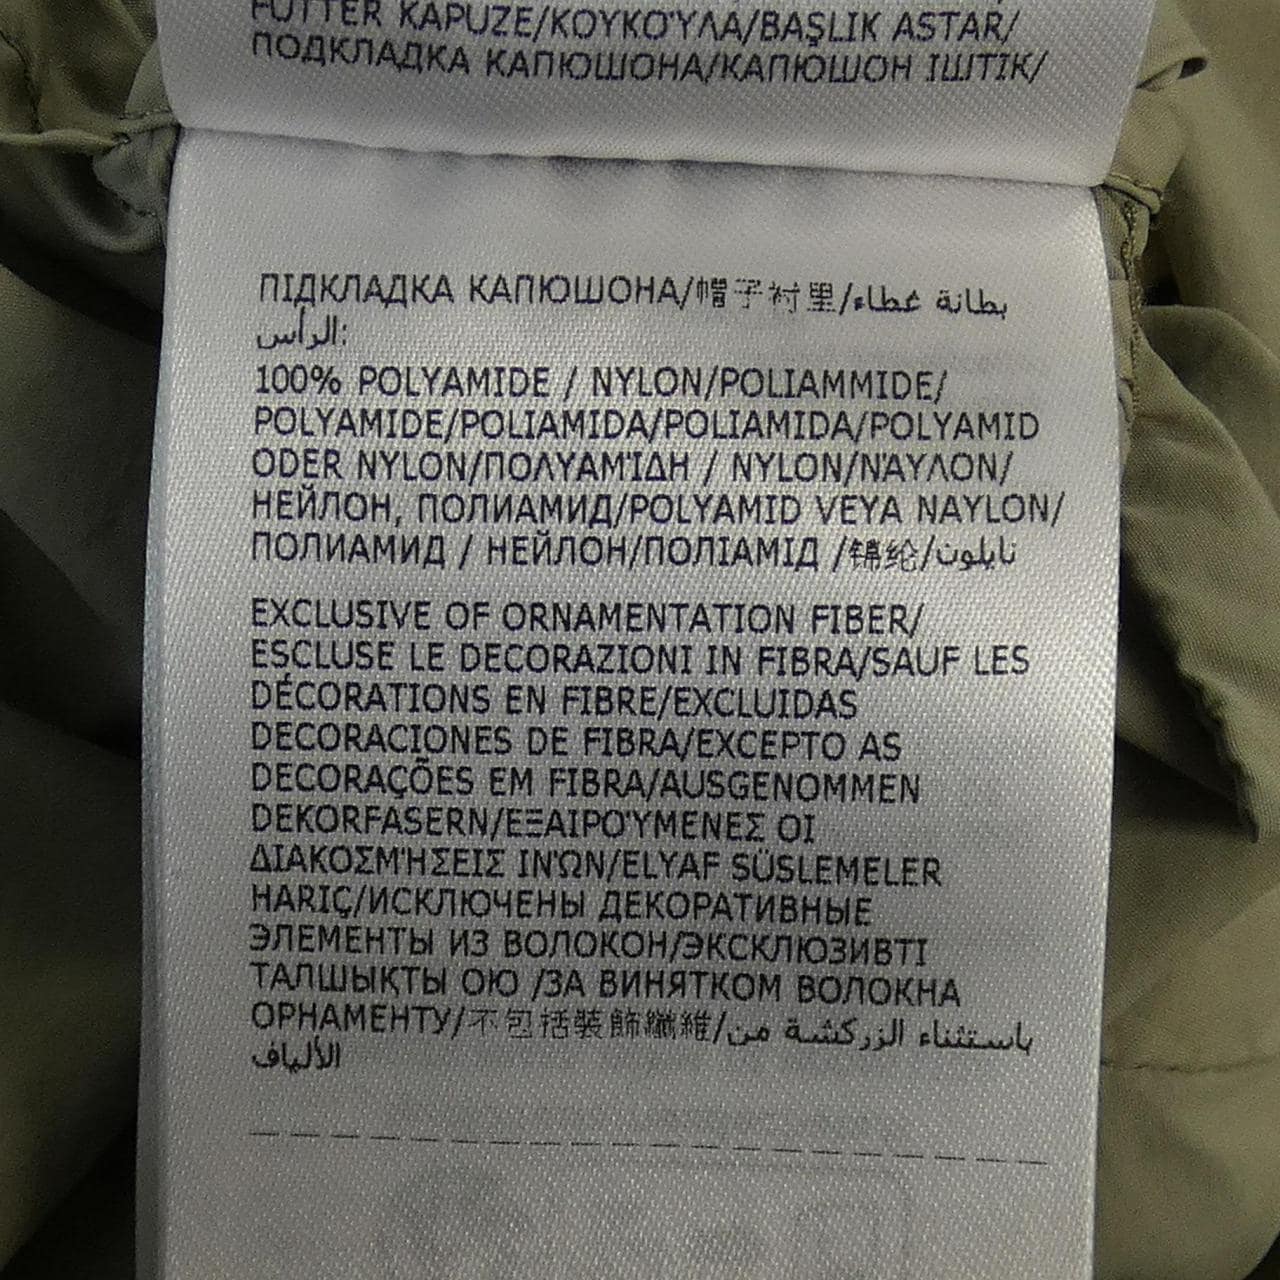 FUTTER KAPUZE/ΚΟΥΚΟΎΛΑ/BAŞLIK ASTAR/
ПОДКЛАДКА КАПЮШОНА/КАПЮШОН ІШТІК/
ПІДКЛАДКА КАПЮШОНА/帽子衬里/بطانة غطاء
الرأس:
100% POLYAMIDE / NYLON/POLIAMMIDE/
POLYAMIDE/POLIAMIDA/POLIAMIDA/POLYAMID
ODER NYLON/ΠΟΛΥΑΜΊΔΗ / NYLON/ΝΆΥΛΟΝ/
НЕЙЛОН, ПОЛИАМИД/POLYAMID VEYA NAYLON/
ПОЛИАМИД / НЕЙЛОН/ПОЛІАМІД /锦纶/نايلون
EXCLUSIVE OF ORNAMENTATION FIBER/
ESCLUSE LE DECORAZIONI IN FIBRA/SAUF LES
DÉCORATIONS EN FIBRE/EXCLUIDAS
DECORACIONES DE FIBRA/EXCEPTO AS
DECORAÇÕES EM FIBRA/AUSGENOMMEN
DEKORFASERN/ΕΞΑΙΡΟΎΜΕΝΕΣ ΟΙ
ΔΙΑΚΟΣΜΉΣΕΙΣ ΙΝΏΝ/ELYAF SÜSLEMELER
HARIÇ/ИСКЛЮЧЕНЫ ДЕКОРАТИВНЫЕ
ЭЛЕМЕНТЫ ИЗ ВОЛОКОН/ЭКСКЛЮЗИВТІ
ТАЛШЫҚТЫ ОЮ /ЗА ВИНЯТКОМ ВОЛОКНА
ОРНАМЕНТУ/不包括裝飾纖維/باستثناء الزركشة من
الألياف